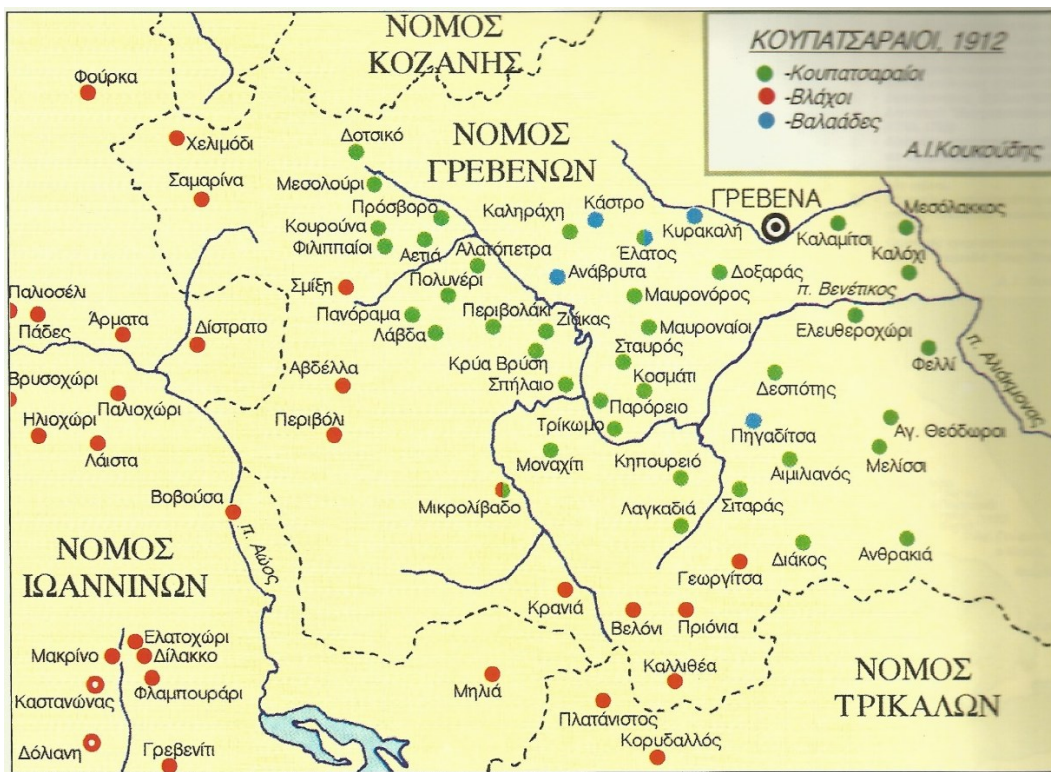 ΚΟΥΠΑΤΣΑΡΑΙΟΙ, 1912
-Κουπατσαραίοι
-Βλάχοι
-Βαλαάδες
Α.Ι.Κουκούδης
ΝΟΜΟΣ
ΚΟΖΑΝΗΣ
ΝΟΜΟΣ
ΓΡΕΒΕΝΩΝ
Φούρκα
Χελιμόδι
Σαμαρίνα
Δοτσικό
Μεσολούρι
Πρόσβορο
Κουρούνα
Φιλιππαίοι
Αετιά
Αλατόπετρα
Καληράχη
Κάστρο
Κυρακαλή
ΓΡΕΒΕΝΑ
Έλατος
Ανάβρυτα
Καλαμίτσι
Μεσόλακκος
Καλόχι
Δοξαράς
π. Βενέτικος
Σμίξη
Πολυνέρι
Πανόραμα
Λάβδα
Περιβολάκι
Ζιάκας
Μαυρονόρος
Μαυροναίοι
Ελευθεροχώρι
Φελλί
π. Αλιάκμονας
Παλιοσέλι
Πάδες
Άρματα
Δίστρατο
Κρύα Βρύση
Σταυρός
Σπήλαιο
Κοσμάτι
Δεσπότης
Αβδέλλα
Βρυσοχώρι
Παλιοχώρι
Ηλιοχώρι
Λάιστα
Περιβόλι
Παρόρειο
Τρίκωμο
Πηγαδίτσα
Αγ. Θεόδωροι
Μελίσσι
Μοναχίτι
Κηπουρειό
Αιμιλιανός
Μικρολίβαδο
Λαγκαδιά
Σιταράς
Βοβούσα
π. Αώος
ΝΟΜΟΣ
ΙΩΑΝΝΙΝΩΝ
Διάκος
Ανθρακιά
Γεωργίτσα
Κρανιά
Βελόνι
Πριόνια
Ελατοχώρι
Μακρίνο
Δίλακκο
Φλαμπουράρι
Καστανώνας
Δόλιανη
Γρεβενίτι
Μηλιά
Καλλιθέα
Πλατάνιστος
Κορυδαλλός
ΝΟΜΟΣ
ΤΡΙΚΑΛΩΝ